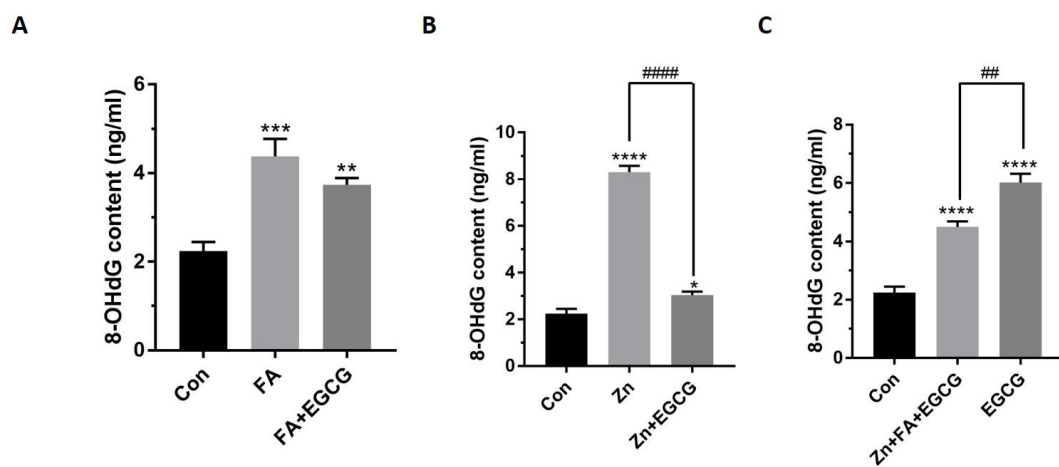 A
8-OHdG content (ng/ml)
6
4
2
0
***
**
Con
FA
FA+EGCG
B
####
8-OHdG content (ng/ml)
10
8
6
4
2
0
****
*
Con
Zn
Zn+EGCG
C
##
8-OHdG content (ng/ml)
8
6
4
2
0
****
****
Con
Zn+FA+EGCG
EGCG